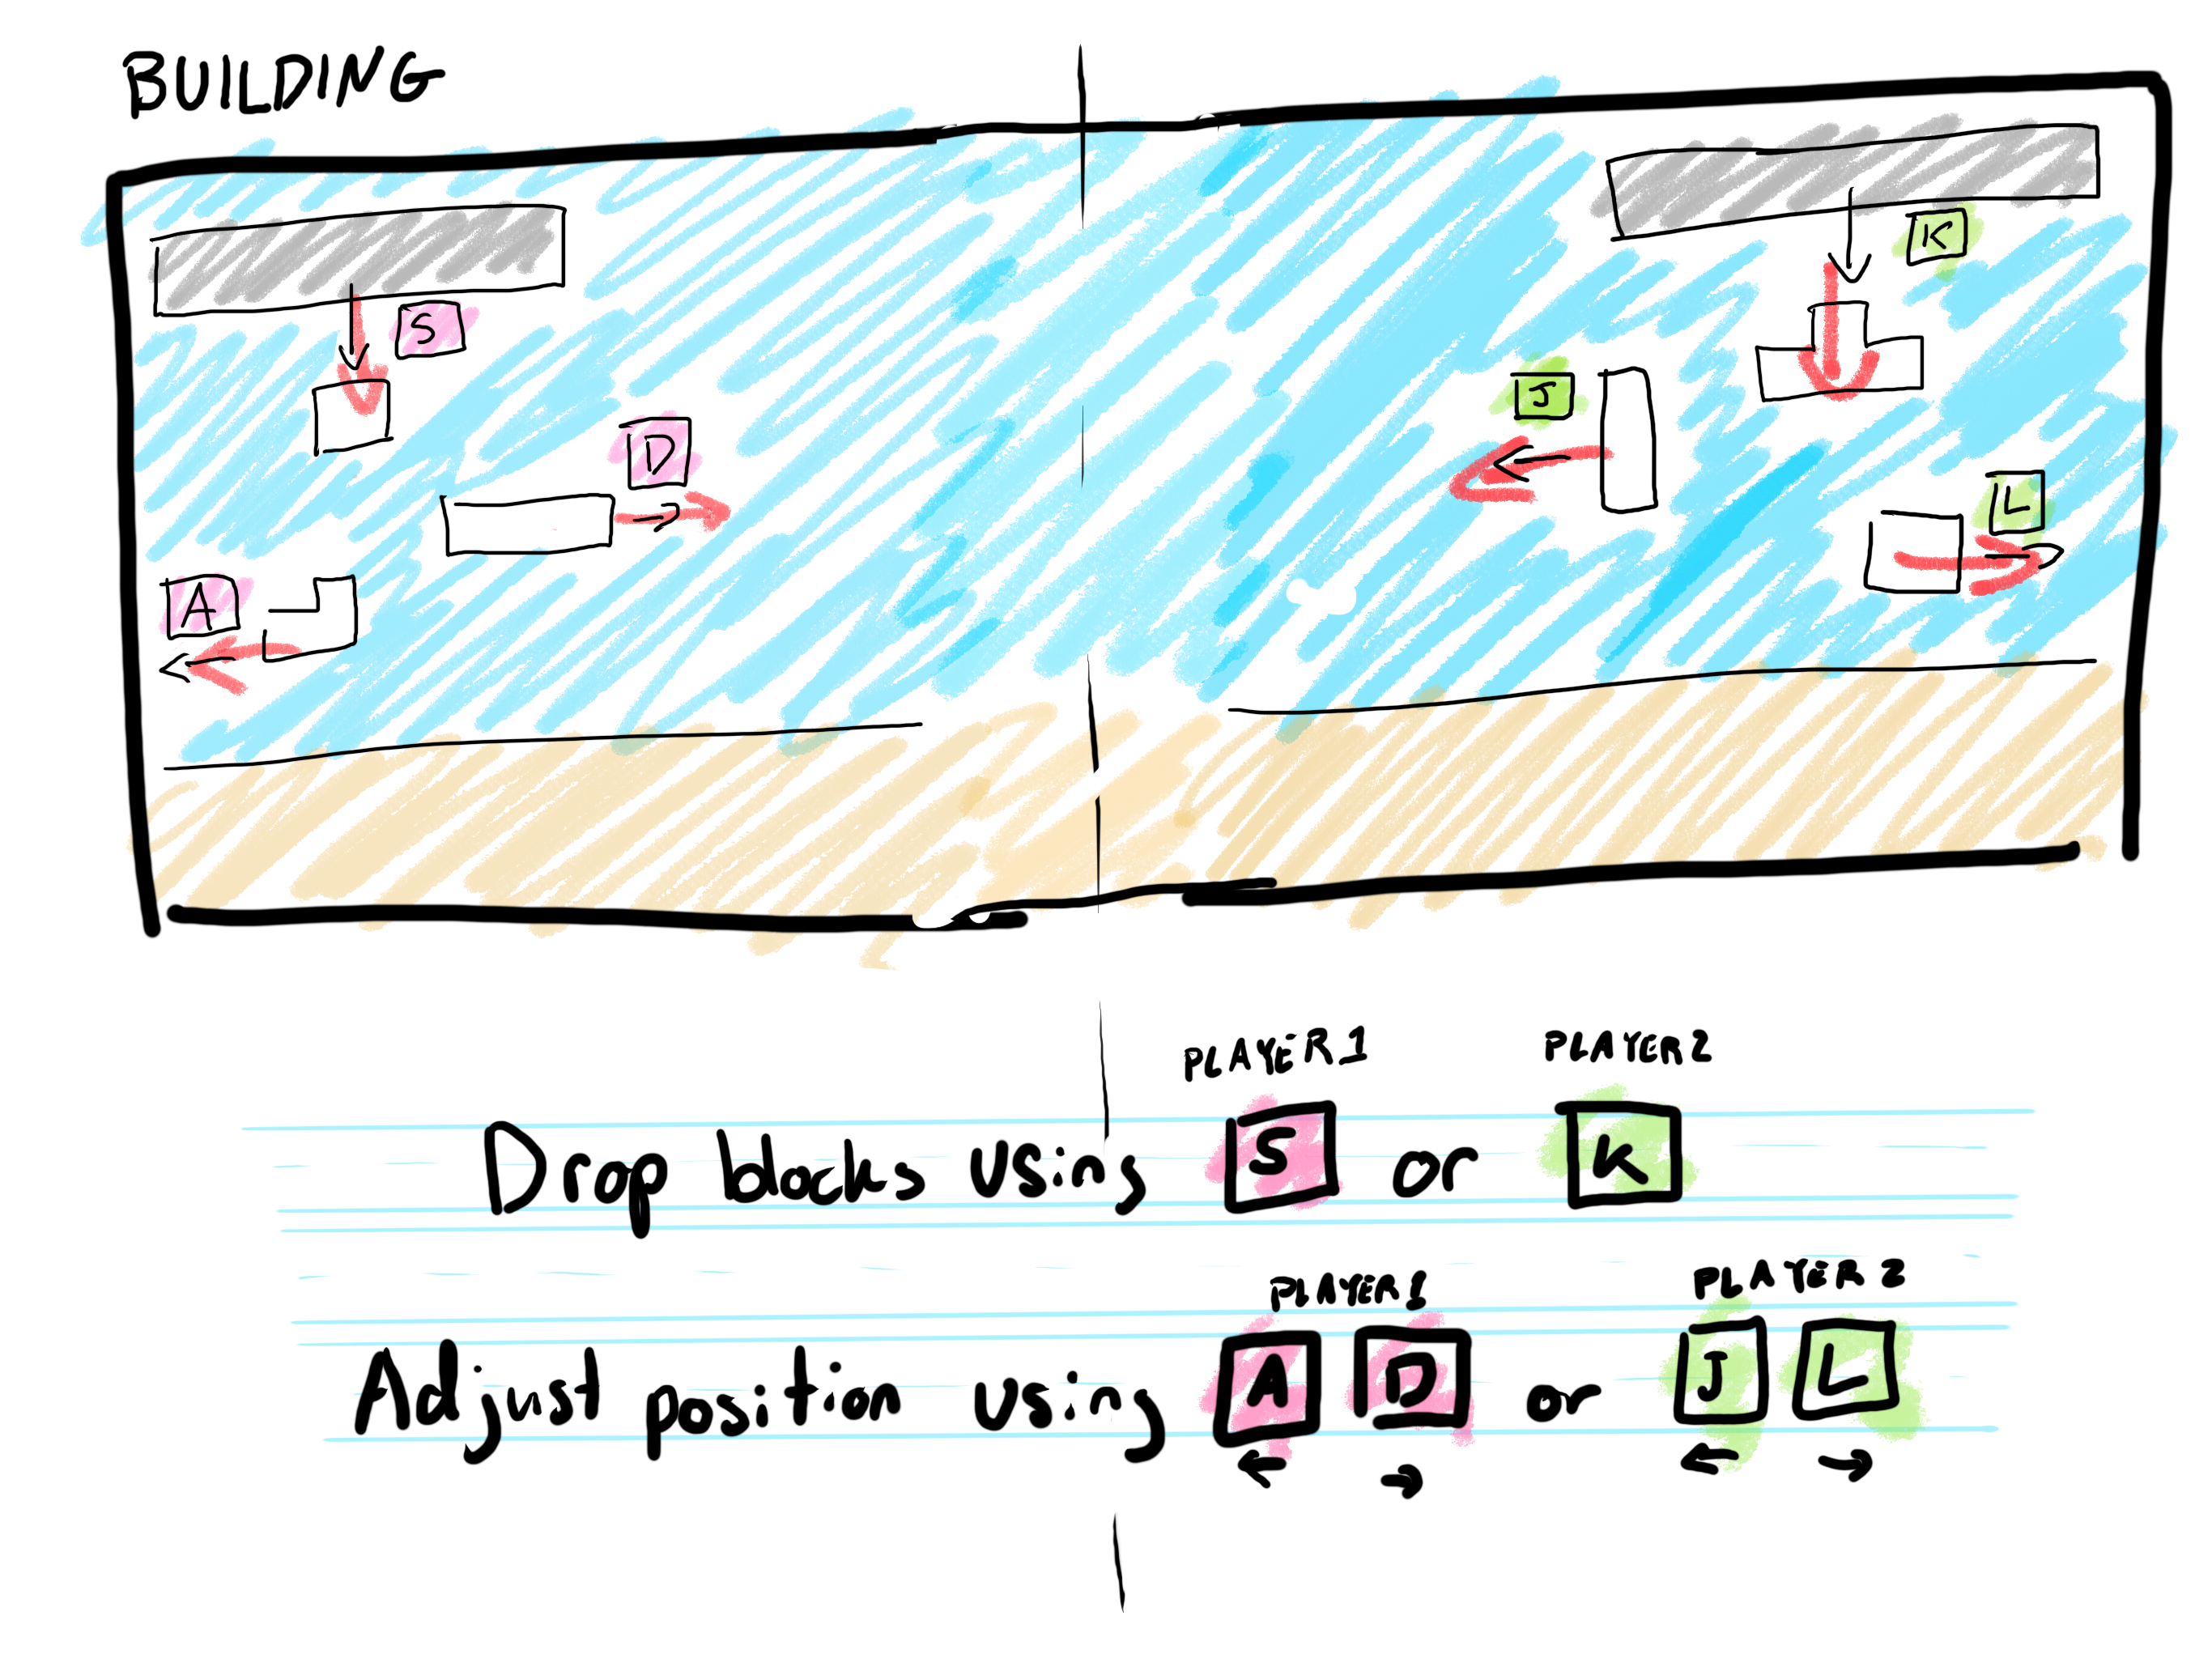 BUILDING
K
S
J
D
L
A
PLAYER 1 PLAYER 2
Drop blocks using S or K
PLAYER 1 PLAYER 2
Adjust position using A D or J L
← → ← →